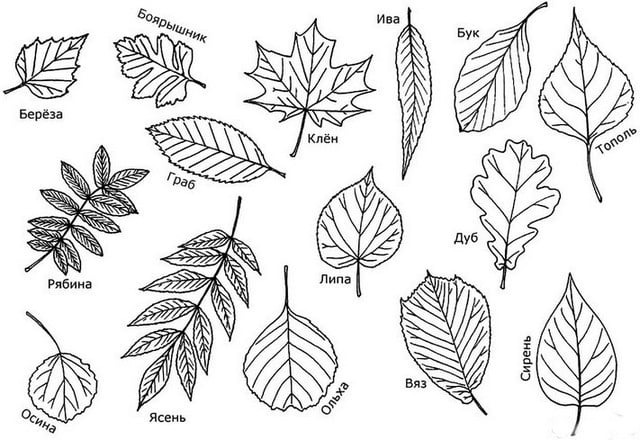 Берёза
Боярышник
Клён
Ива
Бук
Тополь
Граб
Рябина
Липа
Дуб
Осина
Ясень
Ольха
Вяз
Сирень